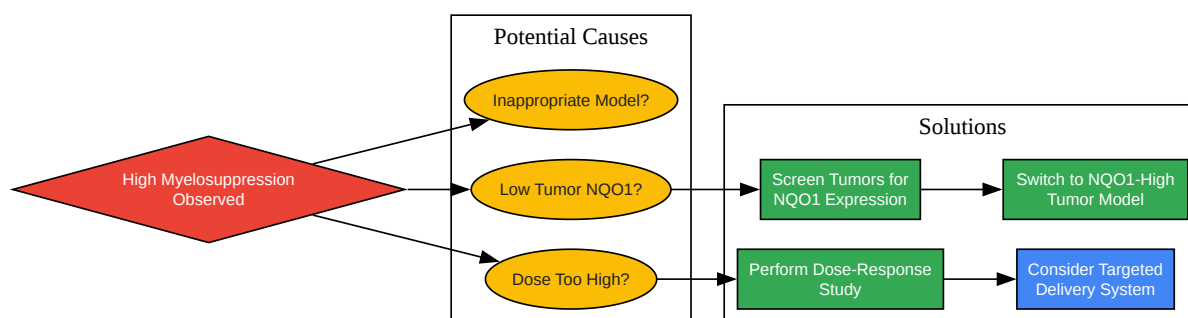 Potential Causes
Inappropriate Model?
Solutions
High Myelosuppression
Observed
Low Tumor NQO1?
Screen Tumors for
NQO1 Expression
Switch to NQO1-High
Tumor Model
Dose Too High?
Perform Dose-Response
Study
Consider Targeted
Delivery System